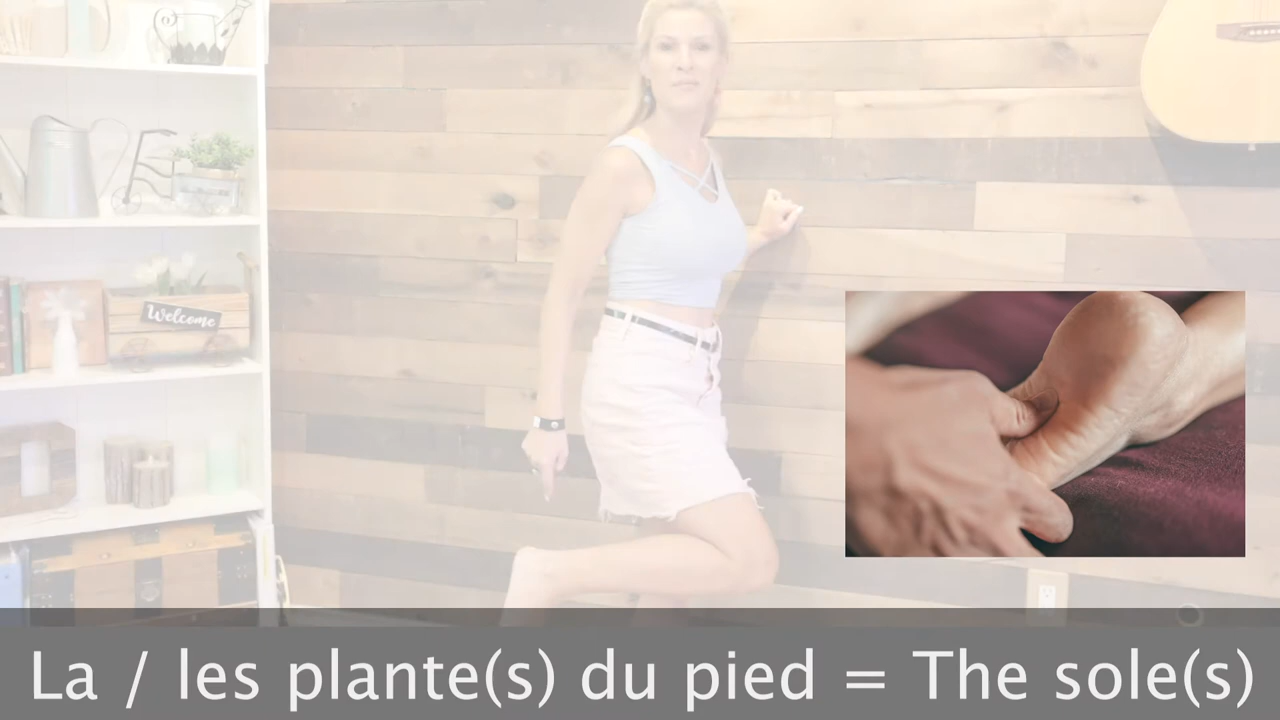 Welcome
La / les plante(s) du pied = The sole(s)